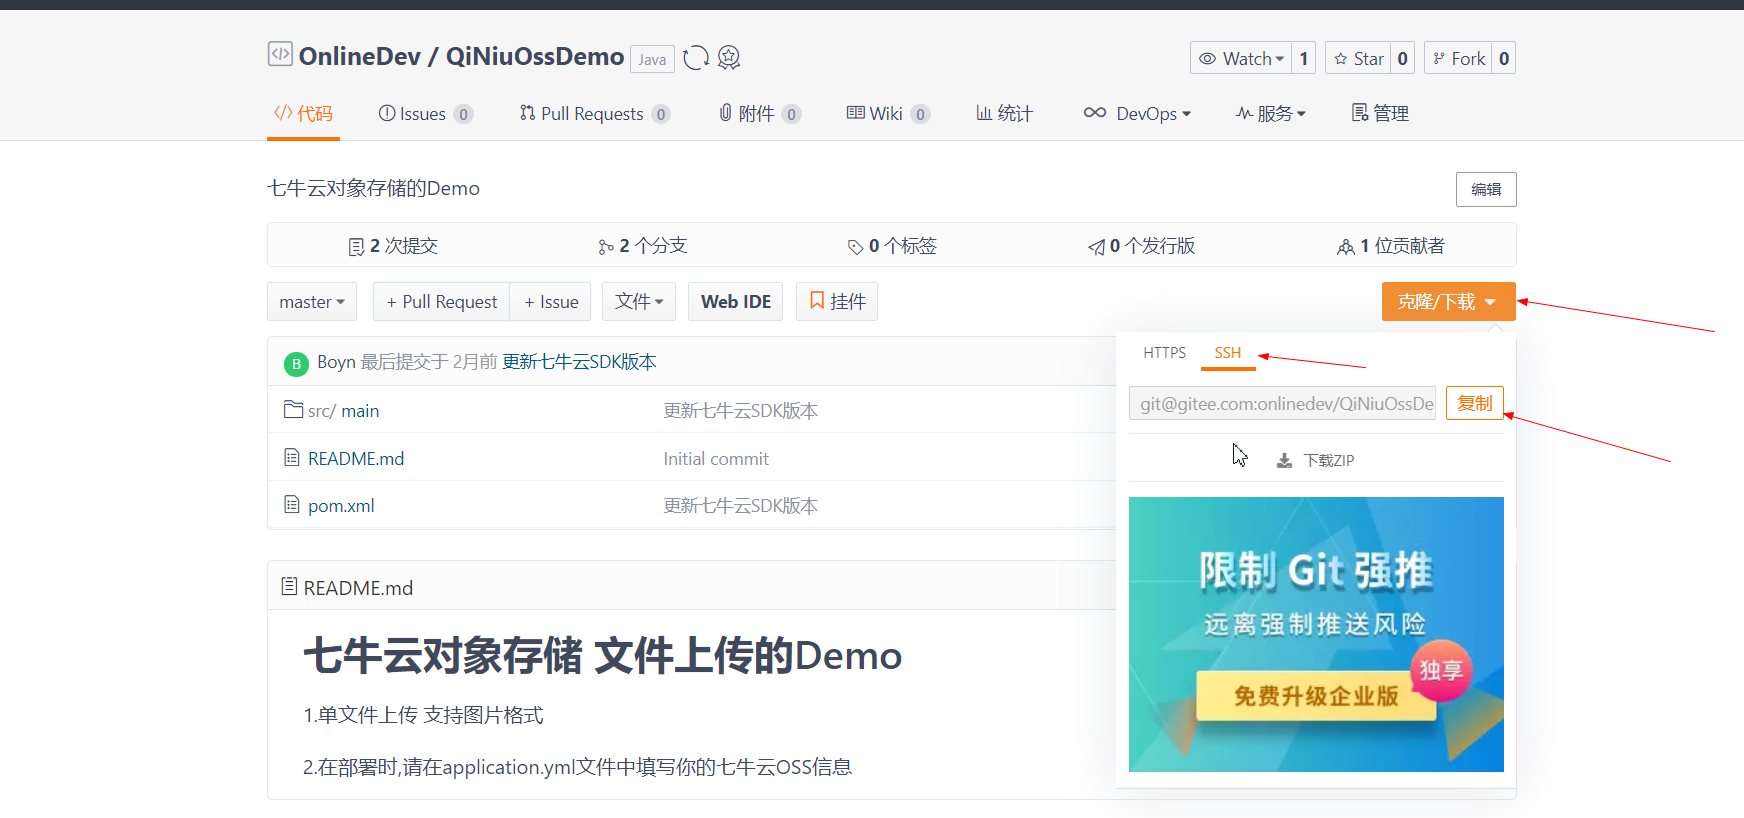 OnlineDev / QiNiuOssDemo Java
Watch 1 Star 0 Fork 0
代码 Issues 0 Pull Requests 0 附件 0 Wiki 0 统计 DevOps 服务 管理
七牛云对象存储的Demo 编辑
2 次提交 2 个分支 0 个标签 0 个发行版 1 位贡献者
master + Pull Request + Issue 文件 Web IDE 挂件 克隆/下载
HTTPS SSH
git@gitee.com:onlinedev/QiNiuOssDe 复制
下载ZIP
限制 Git 强推
远离强制推送风险
独享
免费升级企业版
B Boyn 最后提交于 2月前 更新七牛云SDK版本
src/ main 更新七牛云SDK版本
README.md Initial commit
pom.xml 更新七牛云SDK版本
README.md
七牛云对象存储 文件上传的Demo
1.单文件上传 支持图片格式
2.在部署时,请在application.yml文件中填写你的七牛云OSS信息